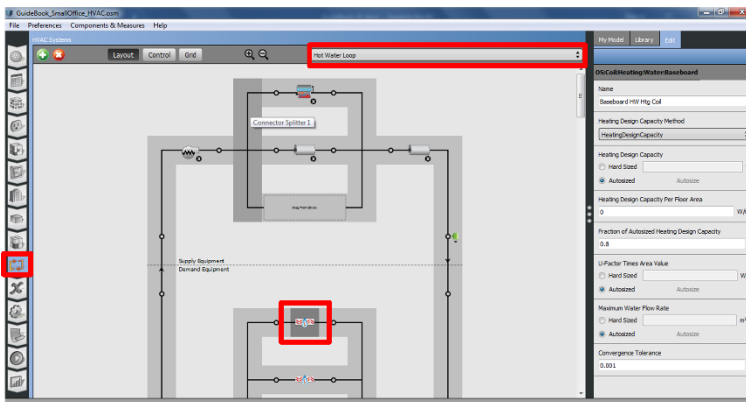 GuideBook_SmallOffice_HVAC.osm
File Preferences Components & Measures Help
HVAC Systems
Layout Control Grid
Hot Water Loop
My Model Library Edit
Connector Splitter 1
Supply Equipment
Demand Equipment
OS:Coil:Heating:Water:Baseboard
Name
Baseboard HW Htg Coil
Heating Design Capacity Method
HeatingDesignCapacity
Heating Design Capacity
Hard Sized
Autosized Autosize
Heating Design Capacity Per Floor Area
0 W/
Fraction of Autosized Heating Design Capacity
0.8
U-Factor Times Area Value
Hard Sized W
Autosized Autosize
Maximum Water Flow Rate
Hard Sized m³
Autosized Autosize
Convergence Tolerance
0.001